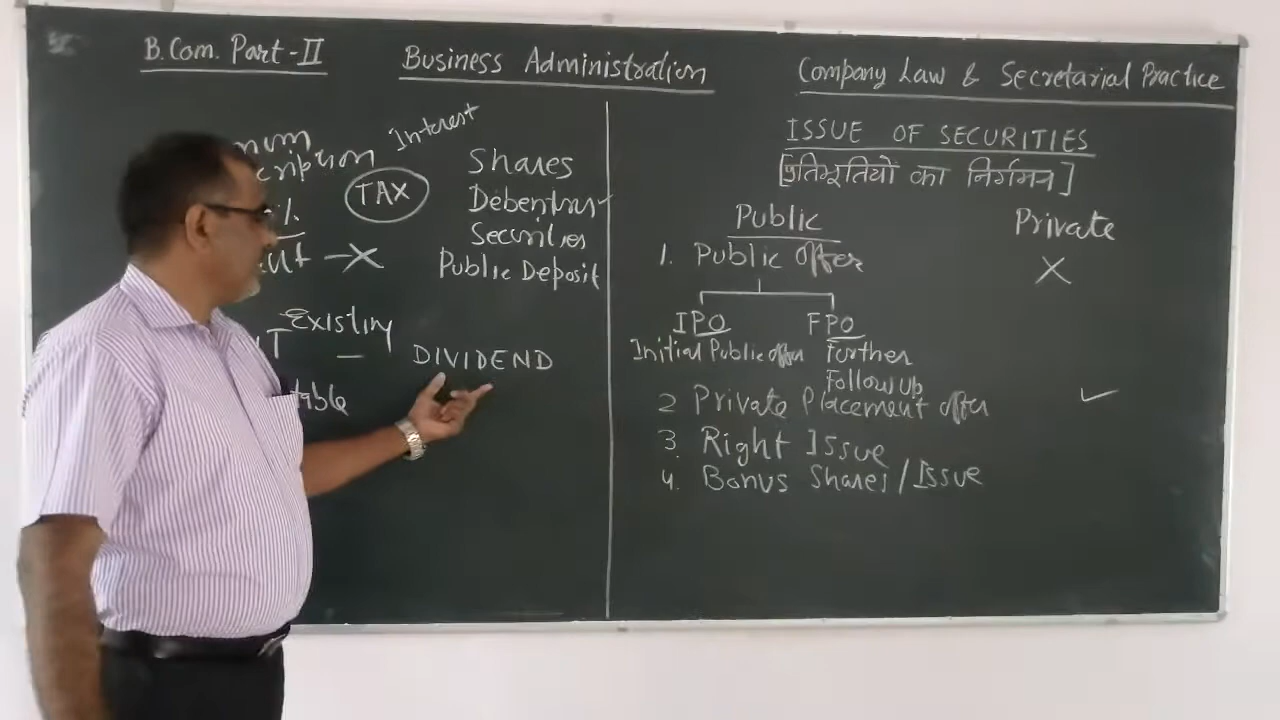 B.Com. Part-II
Business Administration
Company Law & Secretarial Practice
Interest
TAX
Shares
Securities
Public Deposit
Existing
DIVIDEND
ISSUE OF SECURITIES
[प्रतिभूतियों का निर्गमन]
Public
Private
1. Public offer
X
IPO FPO
Initial Public offer Further
Follow up
2 Private Placement offer ✓
3. Right Issue
4. Bonus Shares/Issue